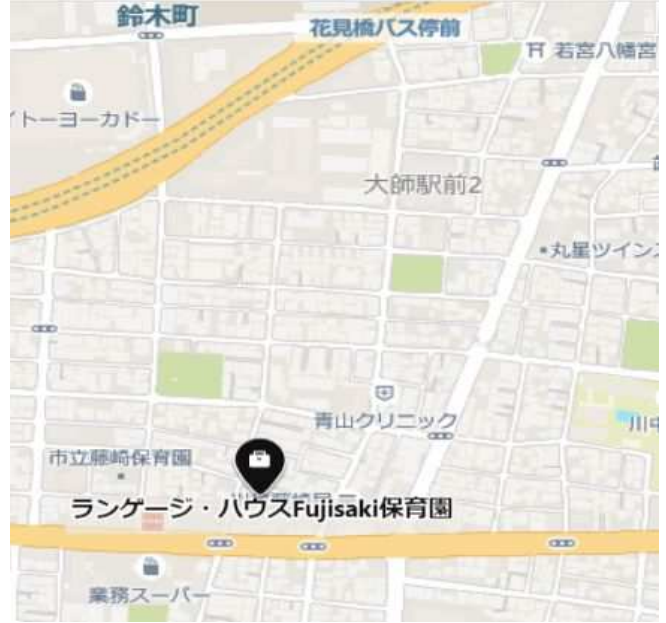 鈴木町
花見橋バス停前
若宮八幡宮
イトーヨーカドー
大師駅前2
丸星ツインス
青山クリニック
川中
市立藤崎保育園
ランゲージ・ハウスFujisaki保育園
業務スーパー